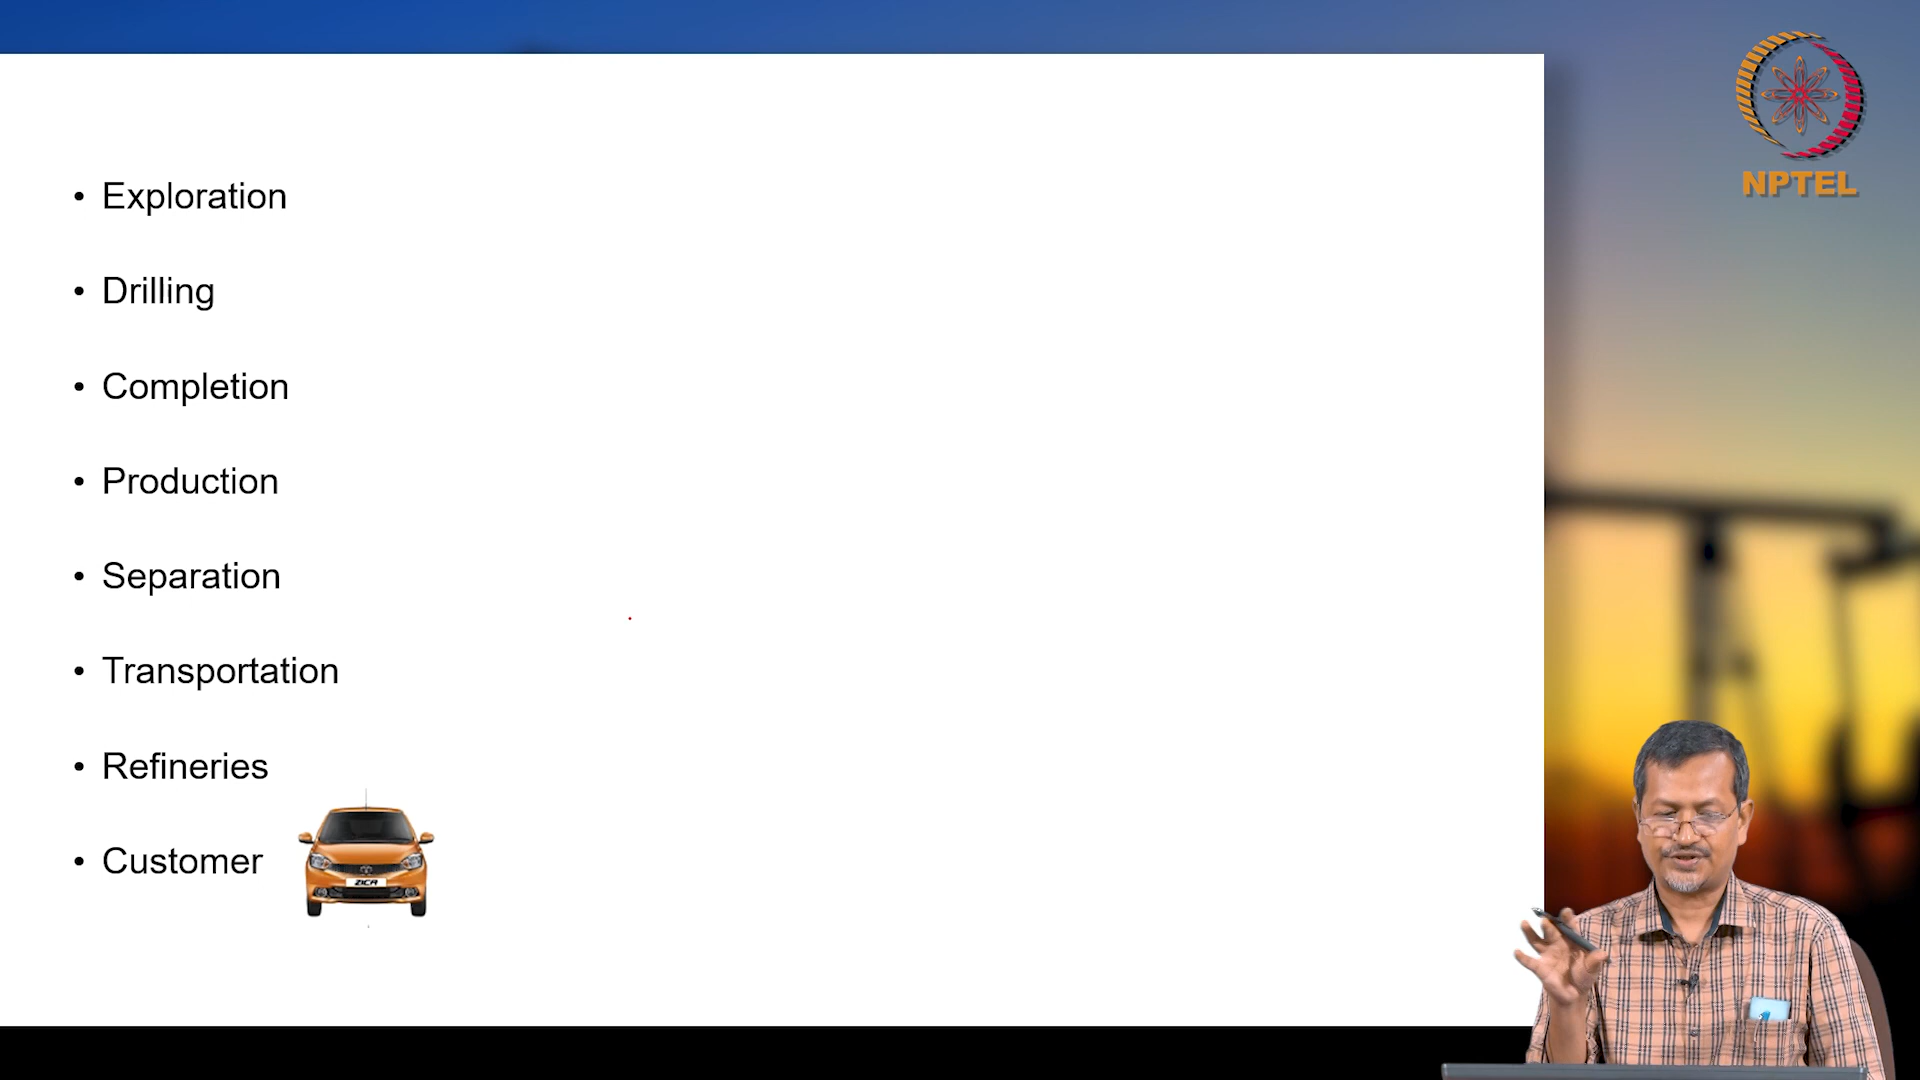 • Exploration
• Drilling
• Completion
• Production
• Separation
• Transportation
• Refineries
• Customer
ZICA
NPTEL